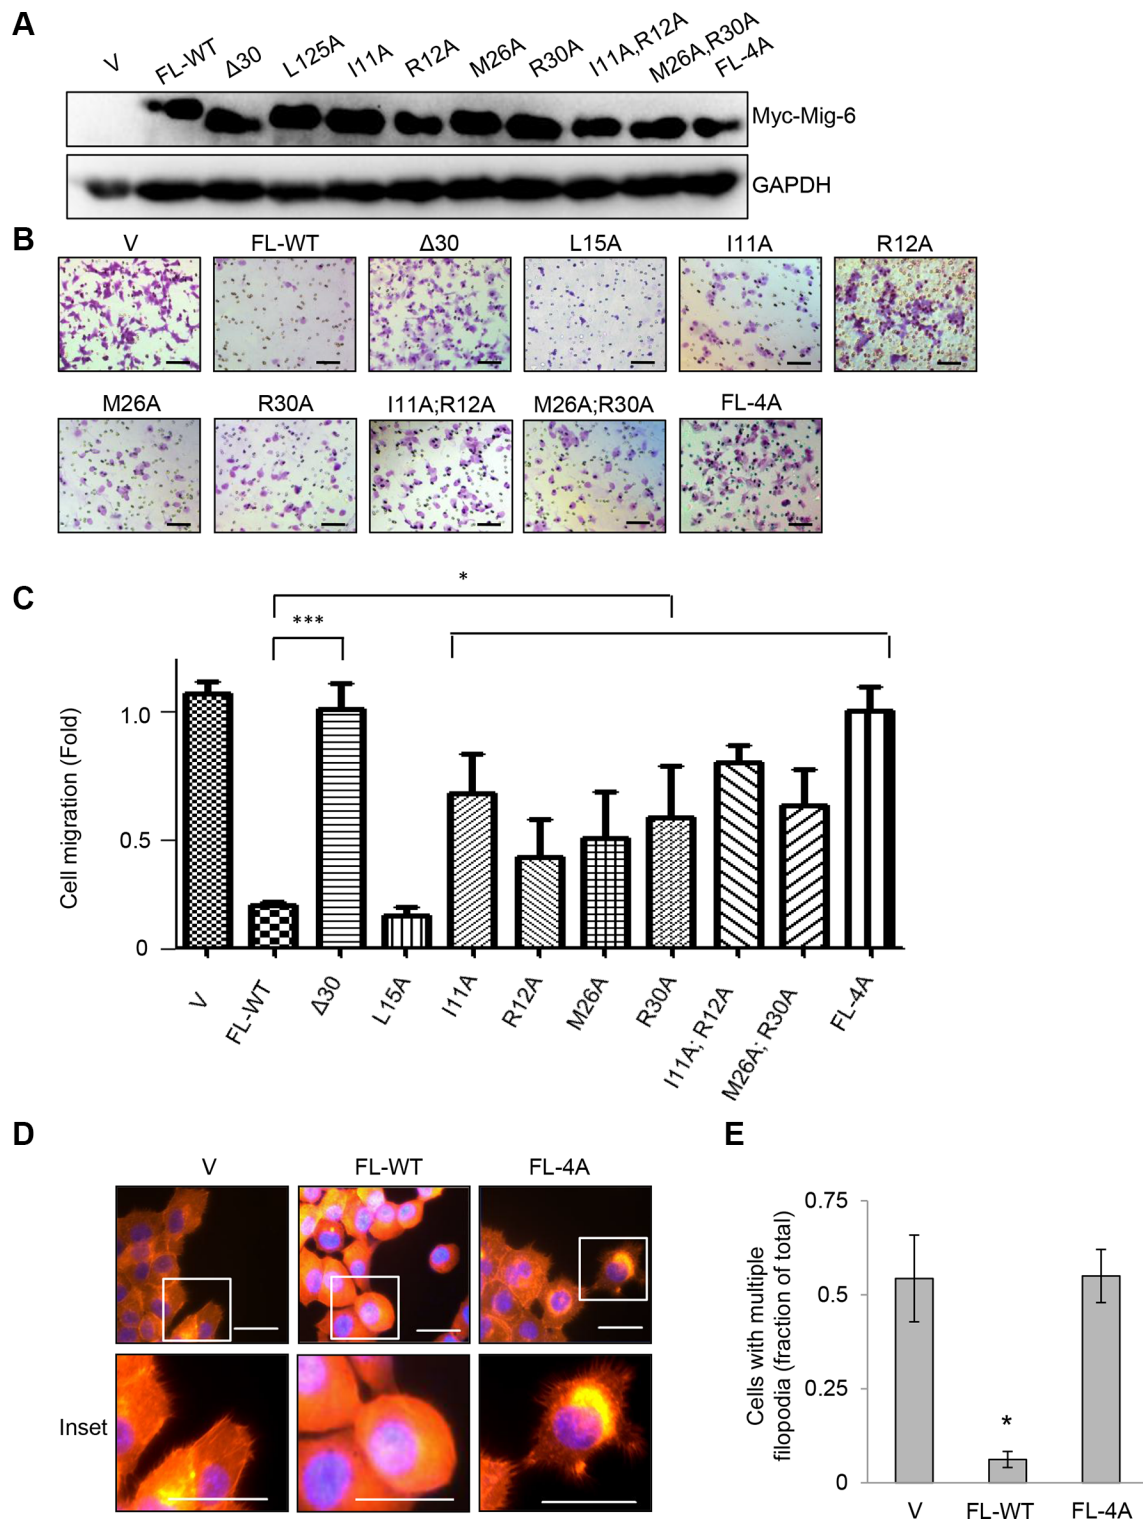 A
V FL-WT Δ30 L125A I11A R12A M26A R30A I11A,R12A M26A,R30A FL-4A
Myc-Mig-6
GAPDH
B
V FL-WT Δ30 L15A I11A R12A
M26A R30A I11A;R12A M26A;R30A FL-4A
C
*
***
Cell migration (Fold)
1.0
0.5
0
V FL-WT Δ30 L15A I11A R12A M26A R30A I11A; R12A M26A; R30A FL-4A
D
V FL-WT FL-4A
Inset
E
Cells with multiple
filopodia (fraction of total)
0.75
0.5
0.25
0
*
V FL-WT FL-4A